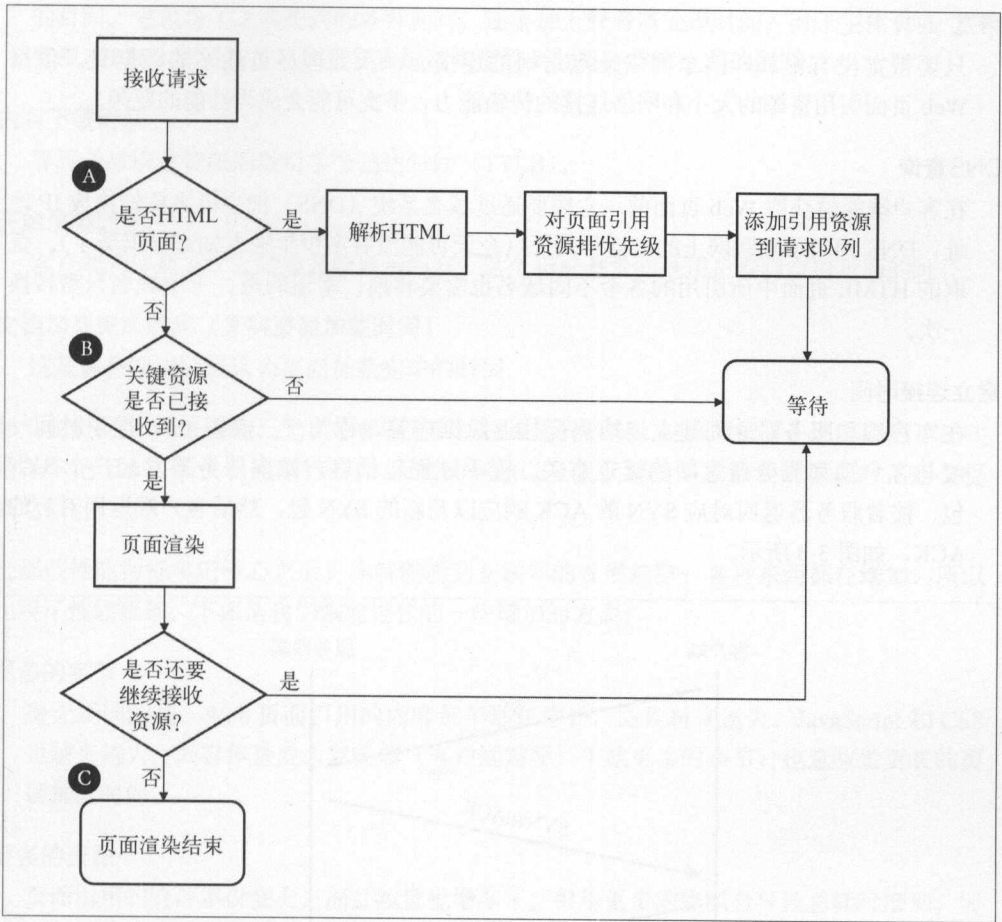 接收请求
A
是否HTML
页面?
是
解析HTML
对页面引用
资源排优先级
添加引用资源
到请求队列
否
B
关键资源
是否已接
收到?
否
等待
是
页面渲染
是否还要
继续接收
资源?
是
C
否
页面渲染结束